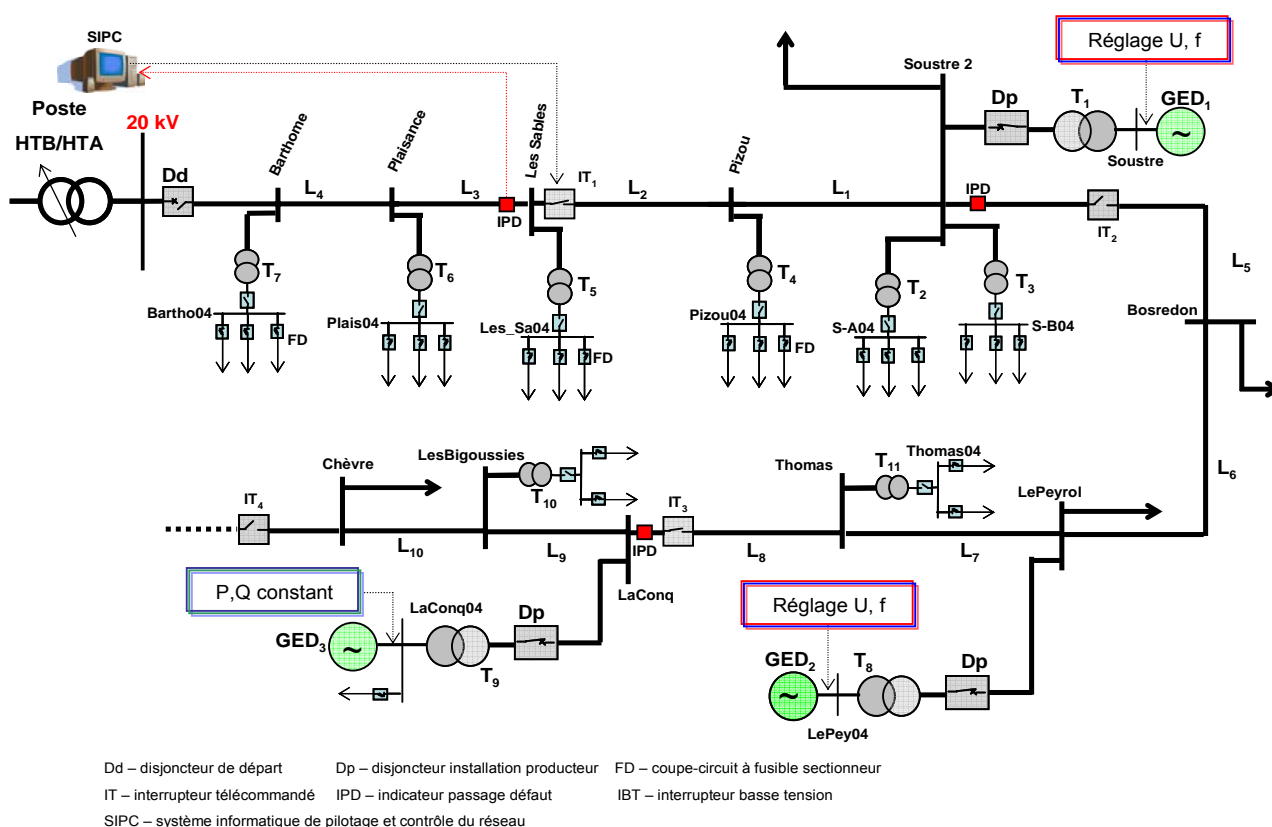 SIPC
Réglage U, f
Poste
HTB/HTA
20 kV
Dd
Barthome
L4
Plaisance
L3
IPD
Les Sables
IT1
L2
Pizou
L1
Soustre 2
Dp
T1
GED1
Soustre
IPD
IT2
L5
Bosredon
T7
Bartho04
FD
T6
Plais04
T5
Les_Sa04
FD
T4
Pizou04
FD
T2
S-A04
T3
S-B04
L6
IT4
Chèvre
L10
LesBigoussies
T10
L9
IPD
IT3
LaConq
L8
Thomas
T11
Thomas04
L7
LePeyrol
P,Q constant
GED3
LaConq04
T9
Dp
Réglage U, f
GED2
T8
LePey04
Dp
Dd – disjoncteur de départ
Dp – disjoncteur installation producteur
FD – coupe-circuit à fusible sectionneur
IT – interrupteur télécommandé
IPD – indicateur passage défaut
IBT – interrupteur basse tension
SIPC – système informatique de pilotage et contrôle du réseau